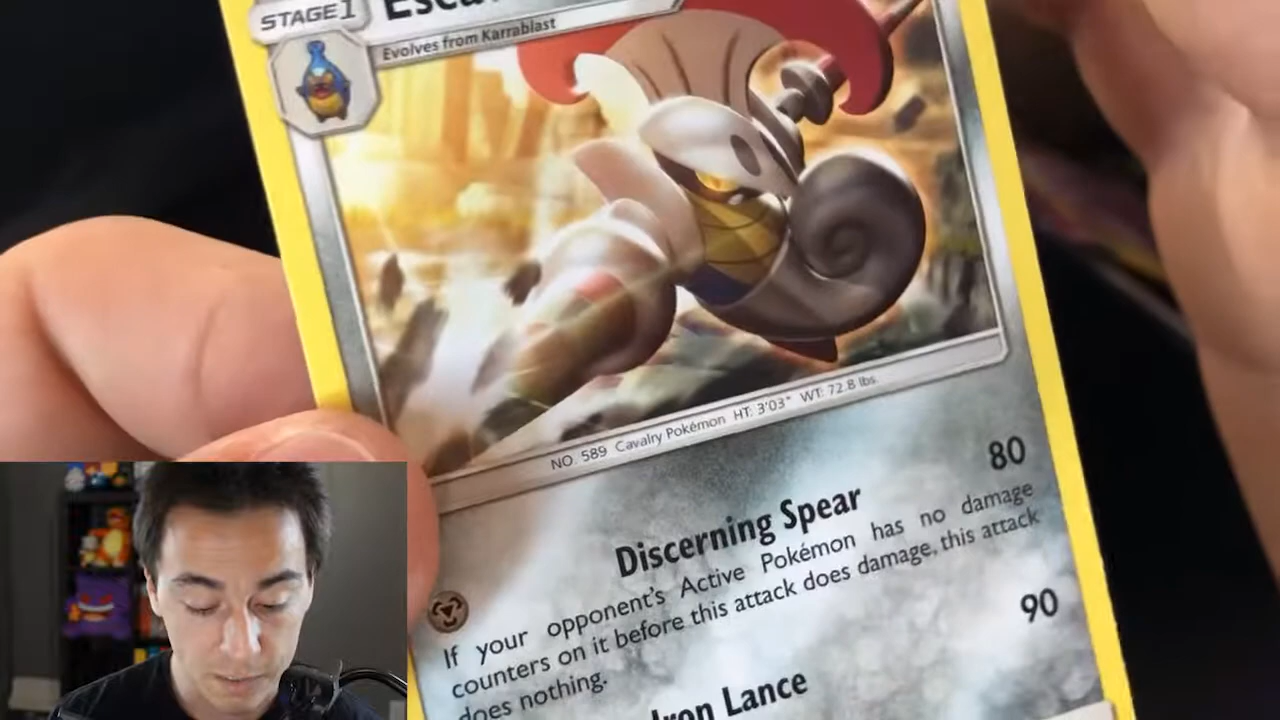 STAGE 1
Evolves from Karrablast
NO. 589 Cavalry Pokémon HT: 3'03" WT: 72.8 lbs
Discerning Spear 80
If your opponent's Active Pokémon has no damage
counters on it before this attack does damage, this attack
does nothing.
Iron Lance 90